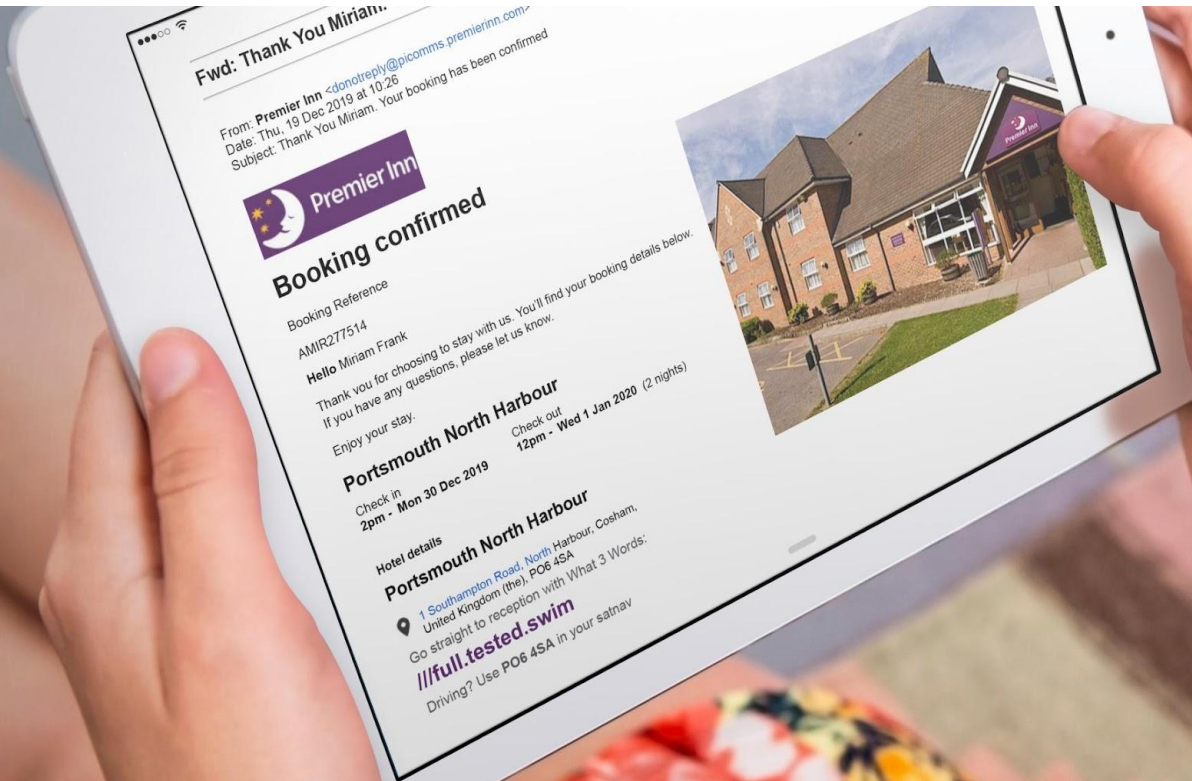 Fwd: Thank You Miriam.
From: Premier Inn <donotreply@picomms.premierinn.com>
Date: Thu, 19 Dec 2019 at 10:26
Subject: Thank You Miriam. Your booking has been confirmed
Premier Inn
Booking confirmed
Booking Reference
AMIR277514
Hello Miriam Frank
Thank you for choosing to stay with us. You'll find your booking details below.
If you have any questions, please let us know.
Enjoy your stay.
Portsmouth North Harbour
Check in
2pm - Mon 30 Dec 2019
Check out
12pm - Wed 1 Jan 2020 (2 nights)
Hotel details
Portsmouth North Harbour
1 Southampton Road, North Harbour, Cosham,
United Kingdom (the), PO6 4SA
Go straight to reception with What 3 Words:
///full.tested.swim
Driving? Use PO6 4SA in your satnav
Premier Inn